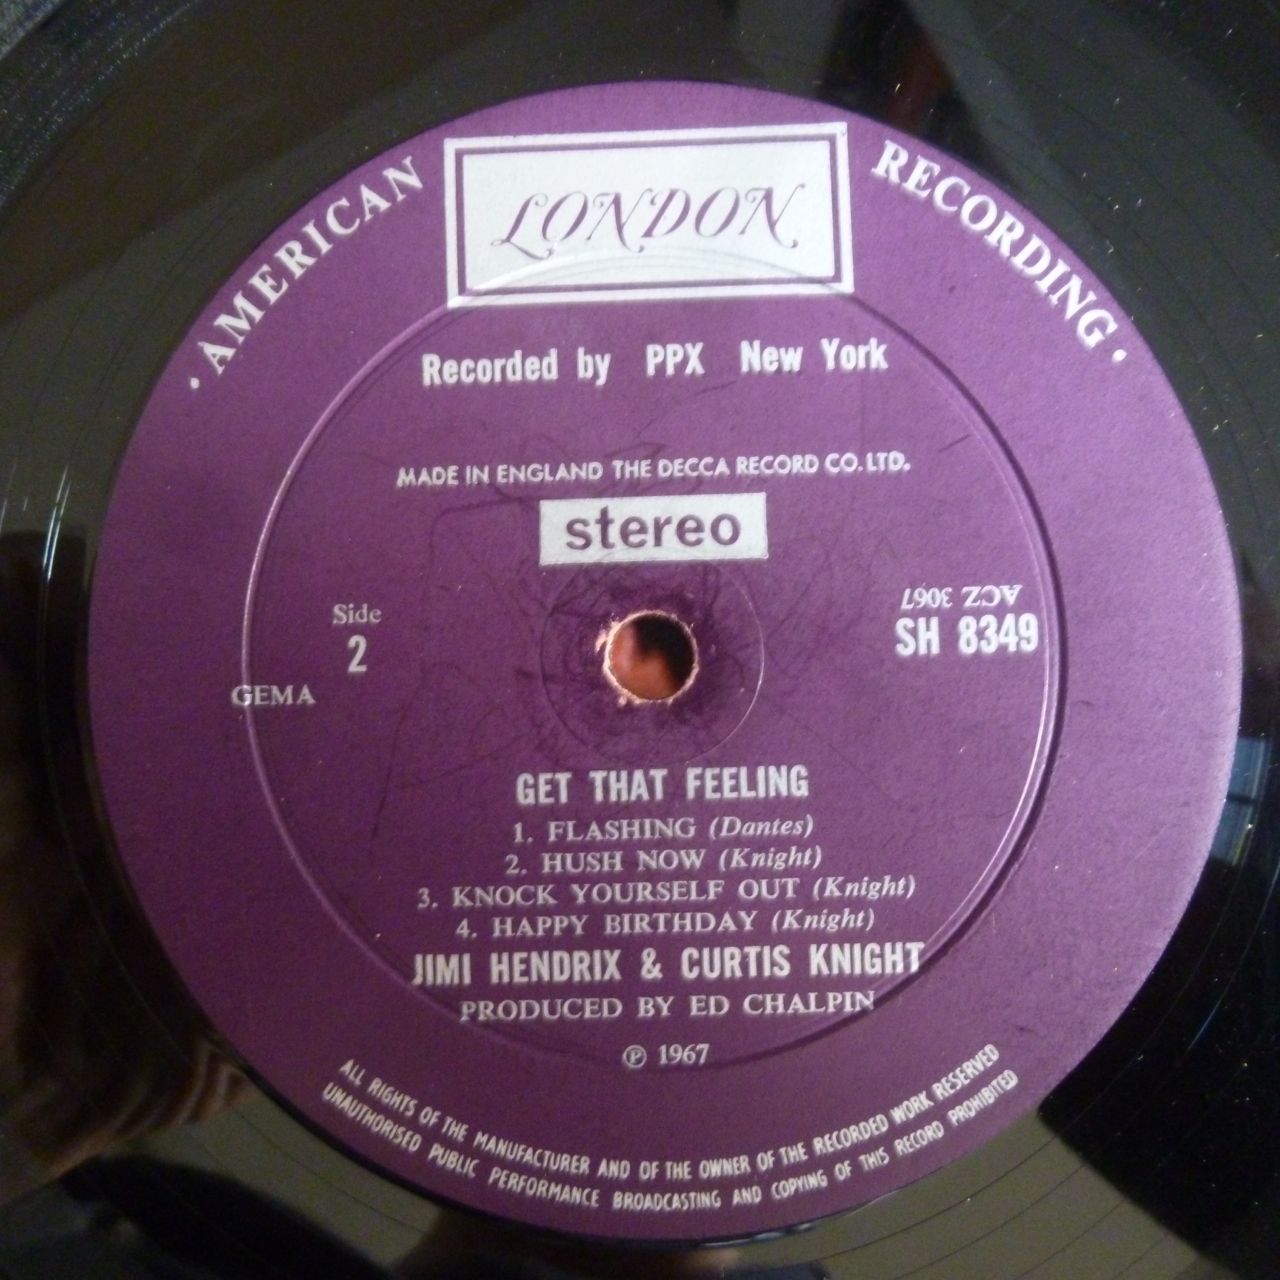 AMERICAN RECORDING
LONDON
Recorded by PPX New York
MADE IN ENGLAND THE DECCA RECORD CO. LTD.
stereo
Side
2
GEMA
ACZ 3067
SH 8349
GET THAT FEELING
1. FLASHING (Dantes)
2. HUSH NOW (Knight)
3. KNOCK YOURSELF OUT (Knight)
4. HAPPY BIRTHDAY (Knight)
JIMI HENDRIX & CURTIS KNIGHT
PRODUCED BY ED CHALPIN
℗ 1967
ALL RIGHTS OF THE MANUFACTURER AND OF THE OWNER OF THE RECORDED WORK RESERVED
UNAUTHORISED PUBLIC PERFORMANCE BROADCASTING AND COPYING OF THIS RECORD PROHIBITED